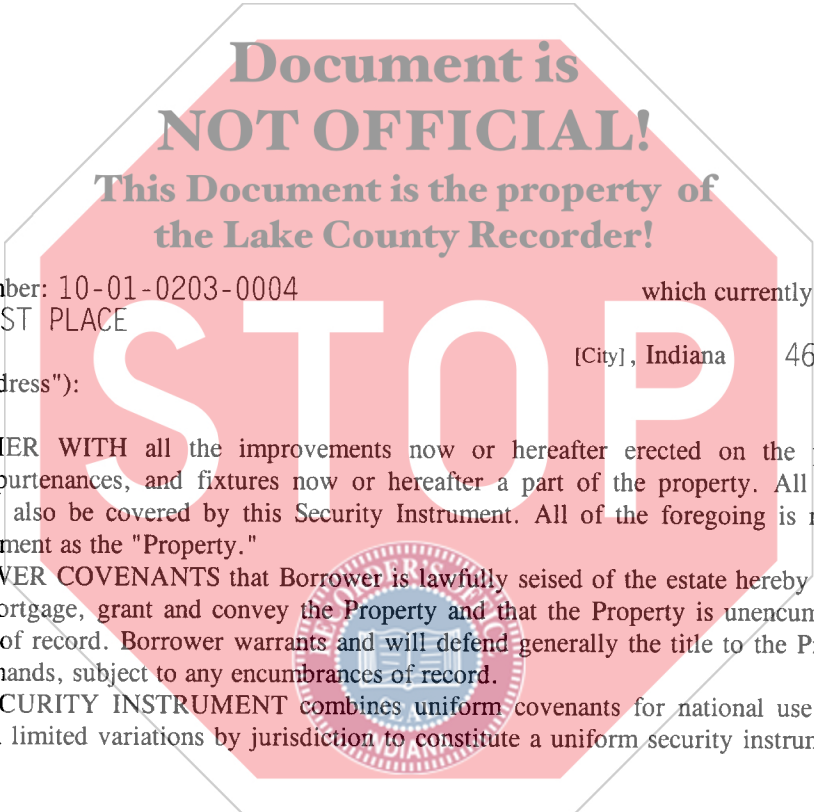 Document is
NOT OFFICIAL!
This Document is the property of
the Lake County Recorder!
nber: 10-01-0203-0004 which currently
ST PLACE
[City], Indiana 46
dress"):
STOP
IER WITH all the improvements now or hereafter erected on the
purtenances, and fixtures now or hereafter a part of the property. All
also be covered by this Security Instrument. All of the foregoing is
ment as the "Property."
VER COVENANTS that Borrower is lawfully seised of the estate hereby
ortgage, grant and convey the Property and that the Property is unencum
of record. Borrower warrants and will defend generally the title to the P
nands, subject to any encumbrances of record.
CURITY INSTRUMENT combines uniform covenants for national use
limited variations by jurisdiction to constitute a uniform security instrum
INDIANA